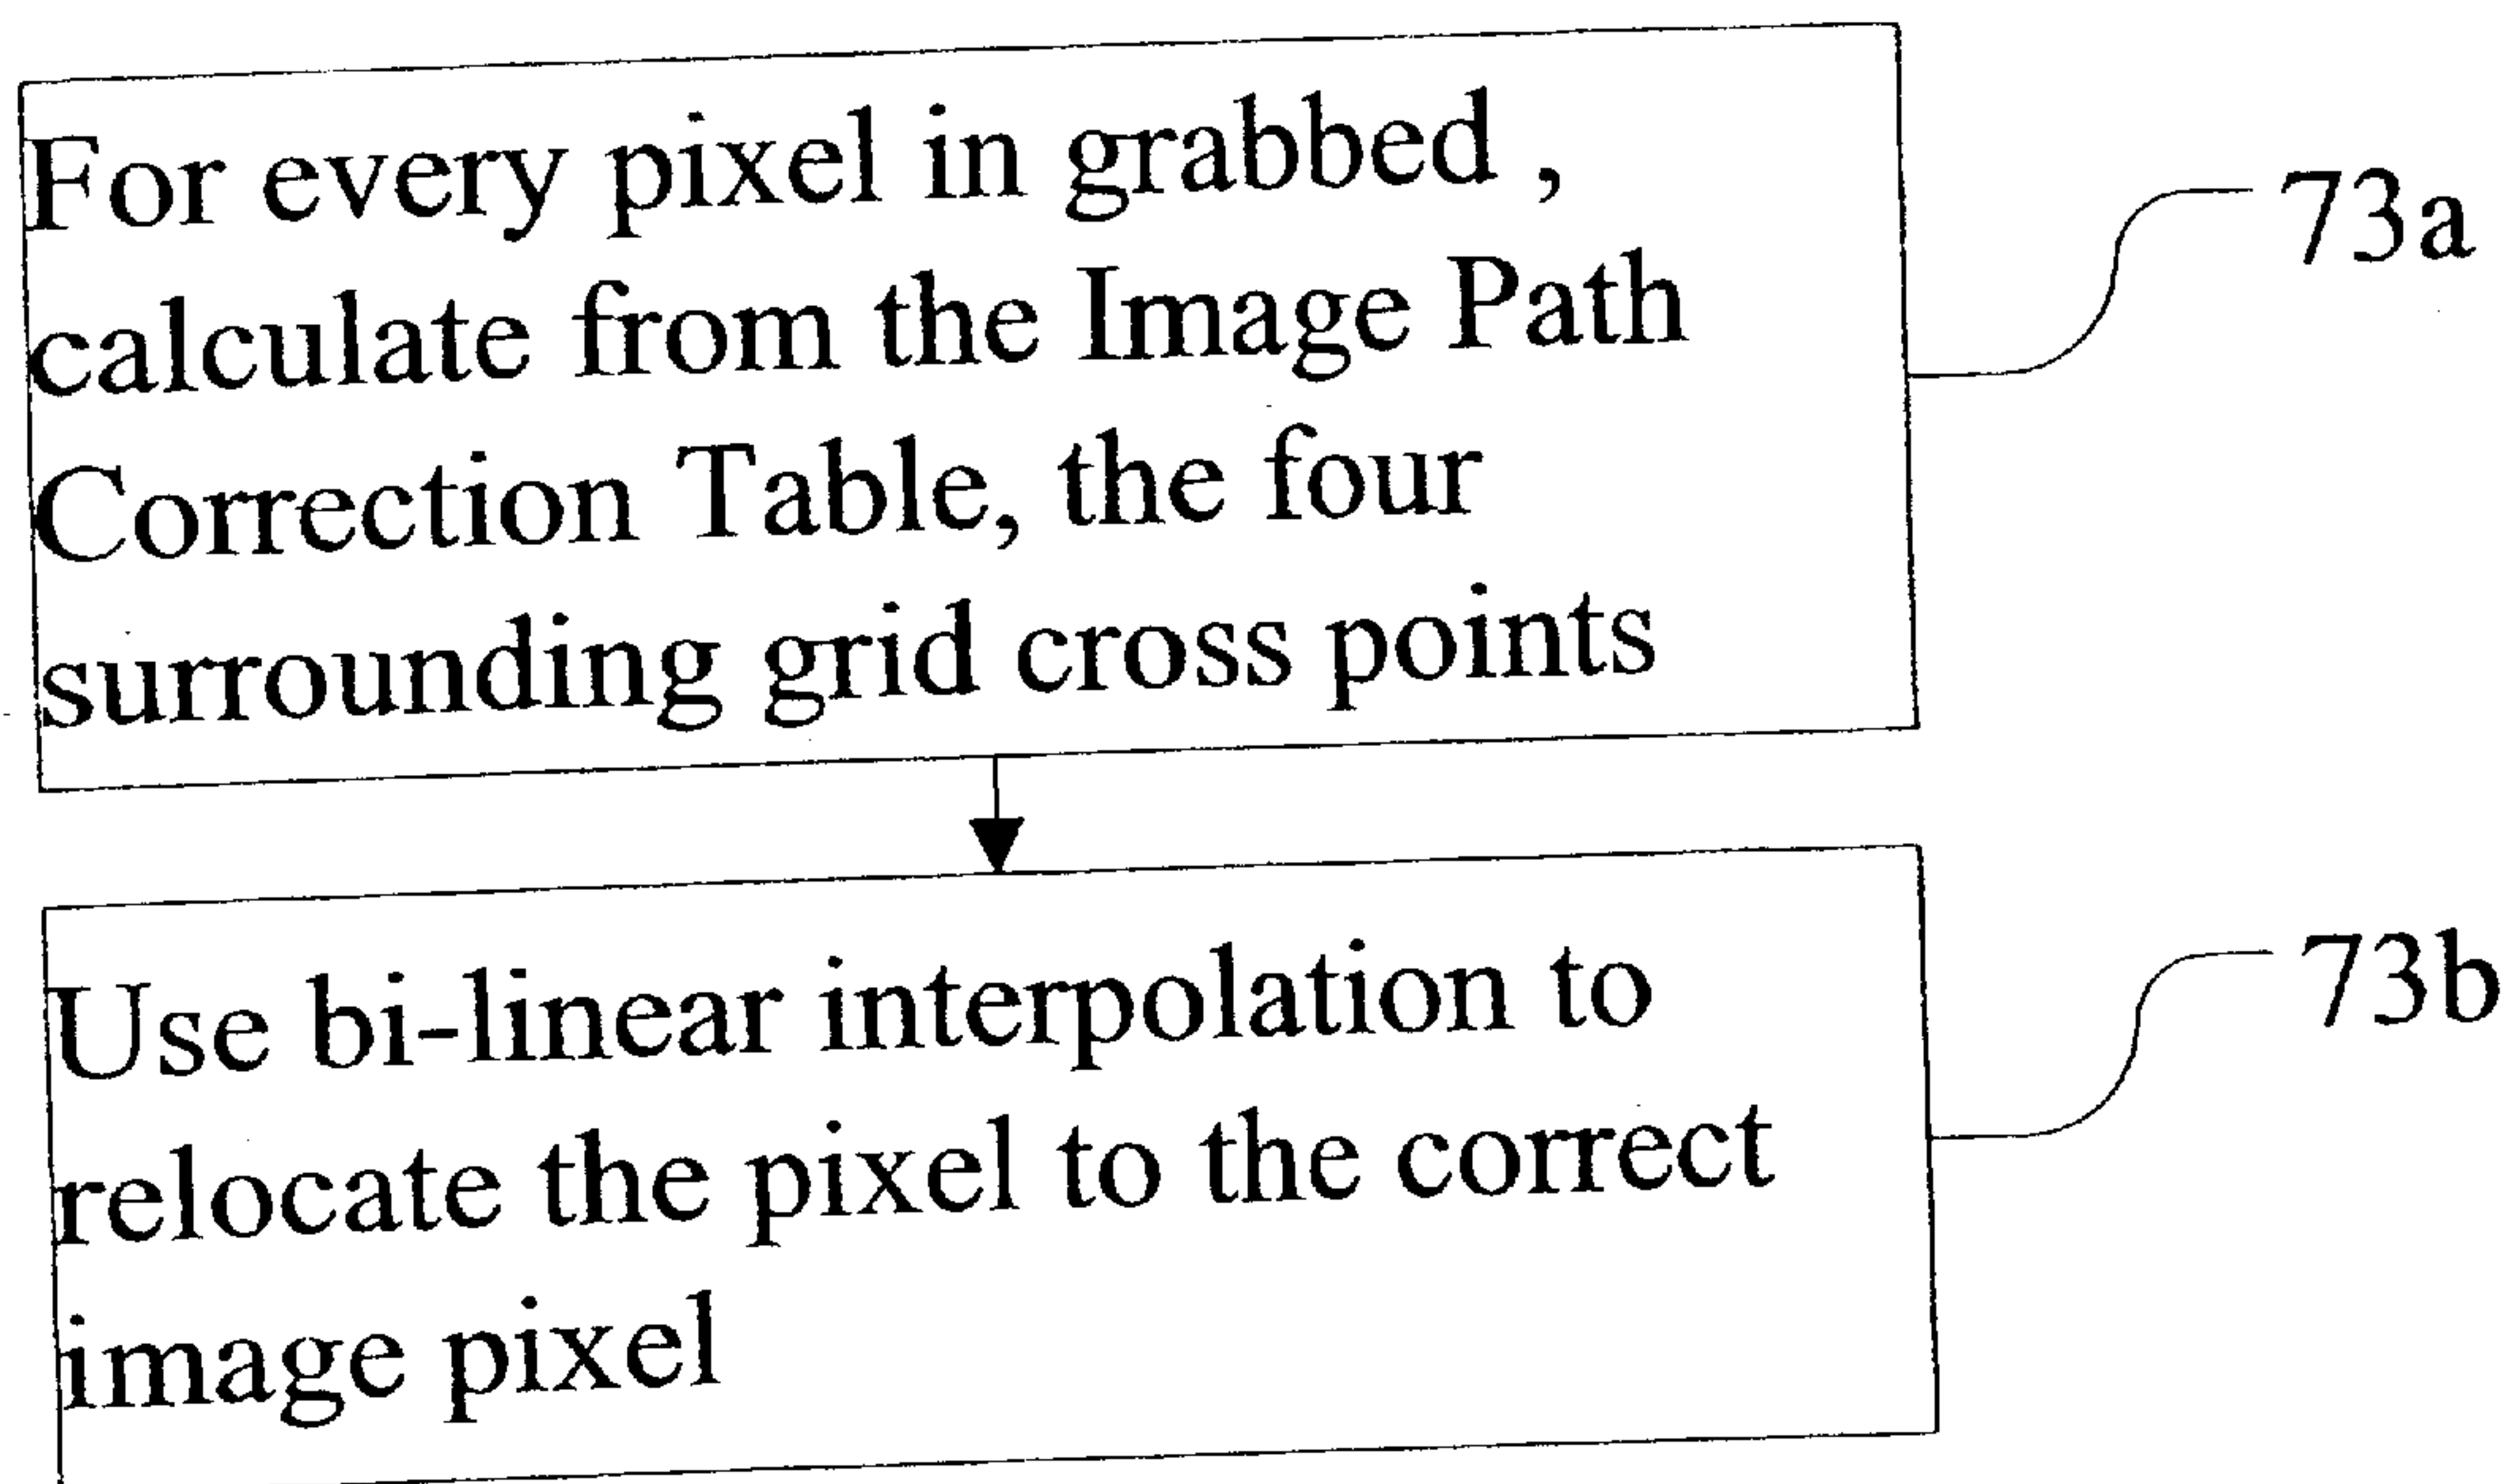 For every pixel in grabbed ,
calculate from the Image Path
Correction Table, the four
surrounding grid cross points
73a
Use bi-linear interpolation to
relocate the pixel to the correct
image pixel
73b